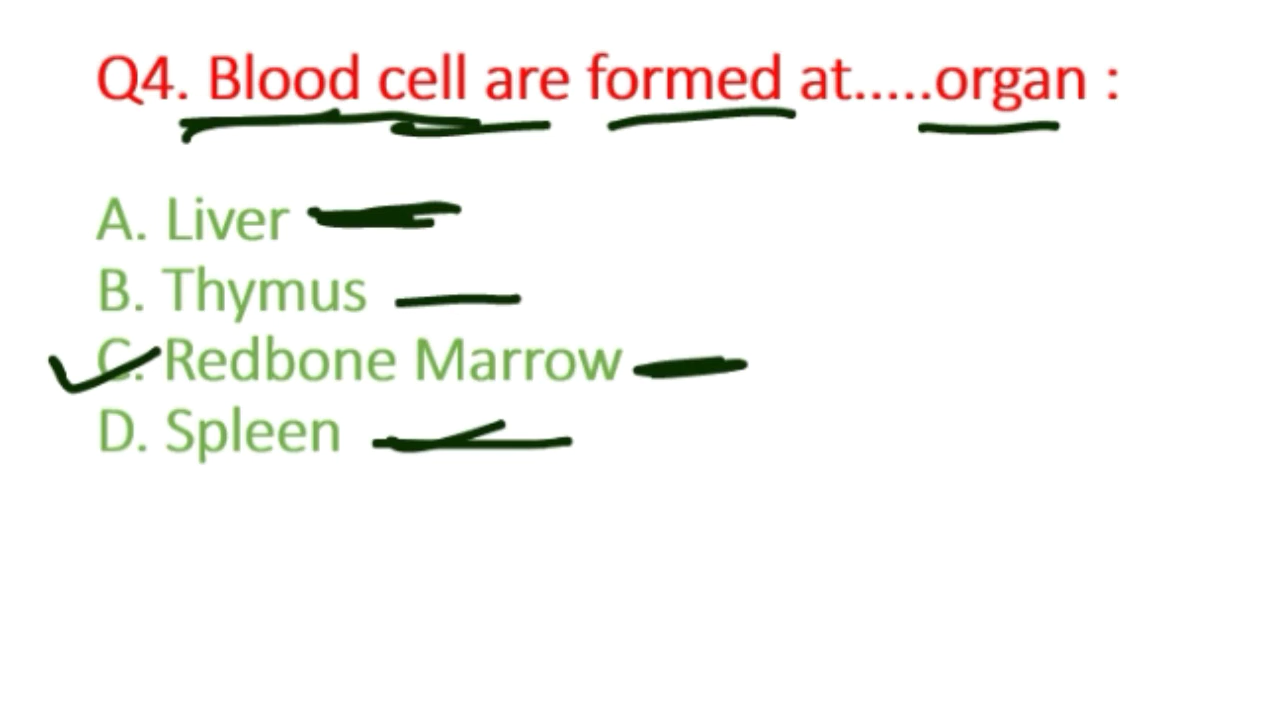 Q4. Blood cell are formed at.....organ :
A. Liver
B. Thymus
C. Redbone Marrow
D. Spleen